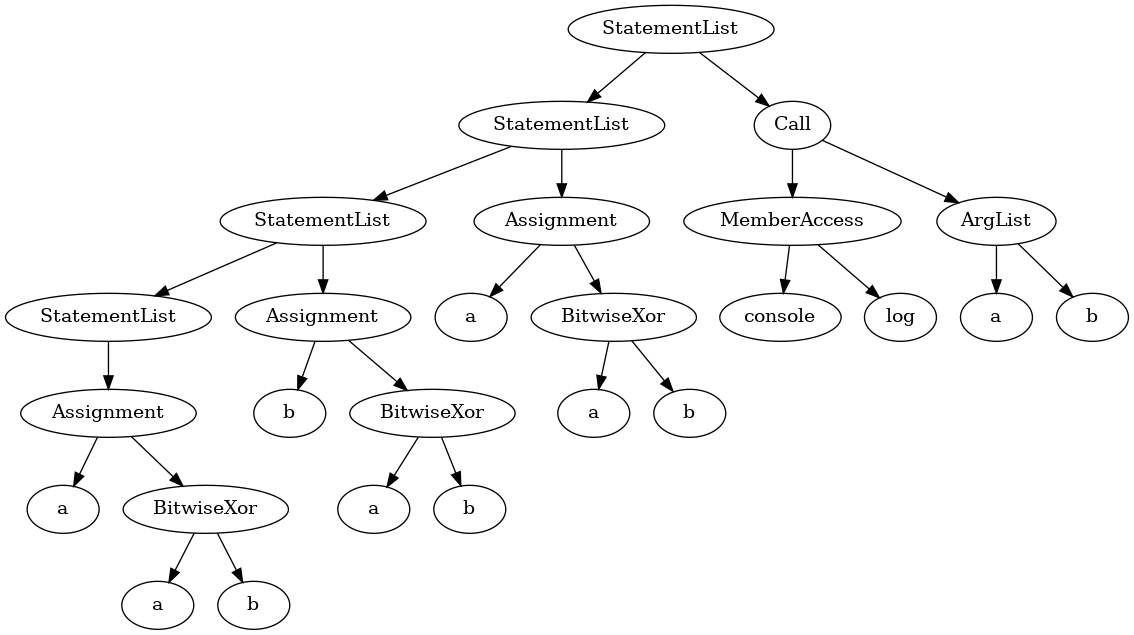 StatementList
StatementList
Call
StatementList
Assignment
MemberAccess
ArgList
StatementList
Assignment
a
BitwiseXor
console
log
a
b
Assignment
b
BitwiseXor
a
b
a
BitwiseXor
a
b
a
b